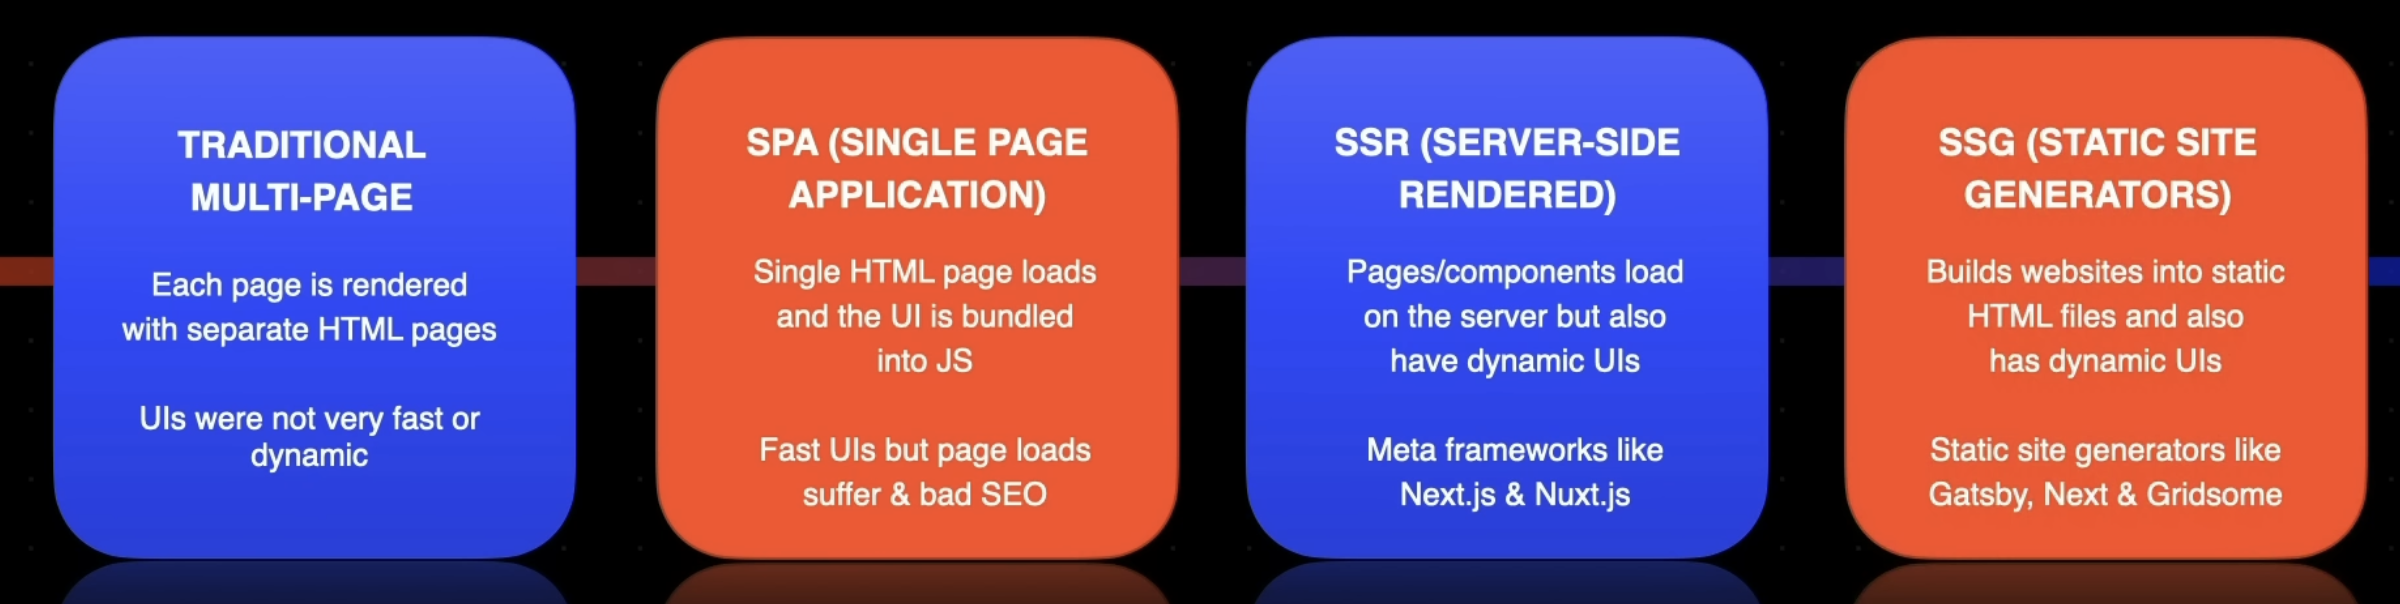 TRADITIONAL
MULTI-PAGE
Each page is rendered
with separate HTML pages
UIs were not very fast or
dynamic
SPA (SINGLE PAGE
APPLICATION)
Single HTML page loads
and the UI is bundled
into JS
Fast UIs but page loads
suffer & bad SEO
SSR (SERVER-SIDE
RENDERED)
Pages/components load
on the server but also
have dynamic UIs
Meta frameworks like
Next.js & Nuxt.js
SSG (STATIC SITE
GENERATORS)
Builds websites into static
HTML files and also
has dynamic UIs
Static site generators like
Gatsby, Next & Gridsome